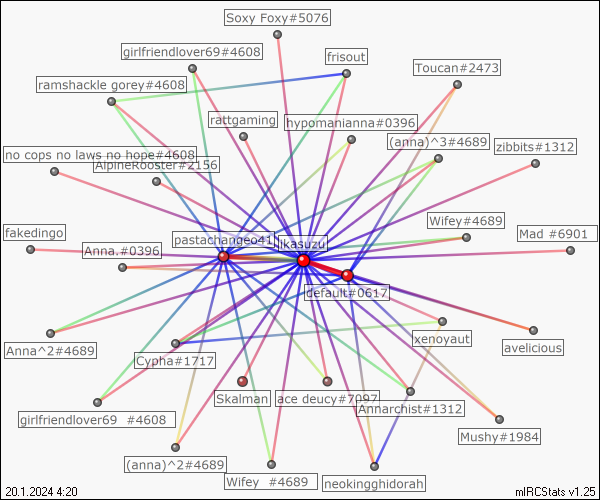 Soxy Foxy#5076
girlfriendlover69#4608
frisout
Toucan#2473
ramshackle gorey#4608
rattgaming
hypomanianna#0396
(anna)^3#4689
zibbits#1312
no cops no laws no hope#4608
AlpineRooster#2156
Wifey#4689
fakedingo
pastachangeo41
likasuzu
Mad #6901
Anna.#0396
default#0617
xenoyaut
avelicious
Anna^2#4689
Cypha#1717
Skalman
ace deucy#7097
Annarchist#1312
girlfriendlover69 #4608
Mushy#1984
(anna)^2#4689
Wifey #4689
neokingghidorah
20.1.2024 4:20
mIRCStats v1.25